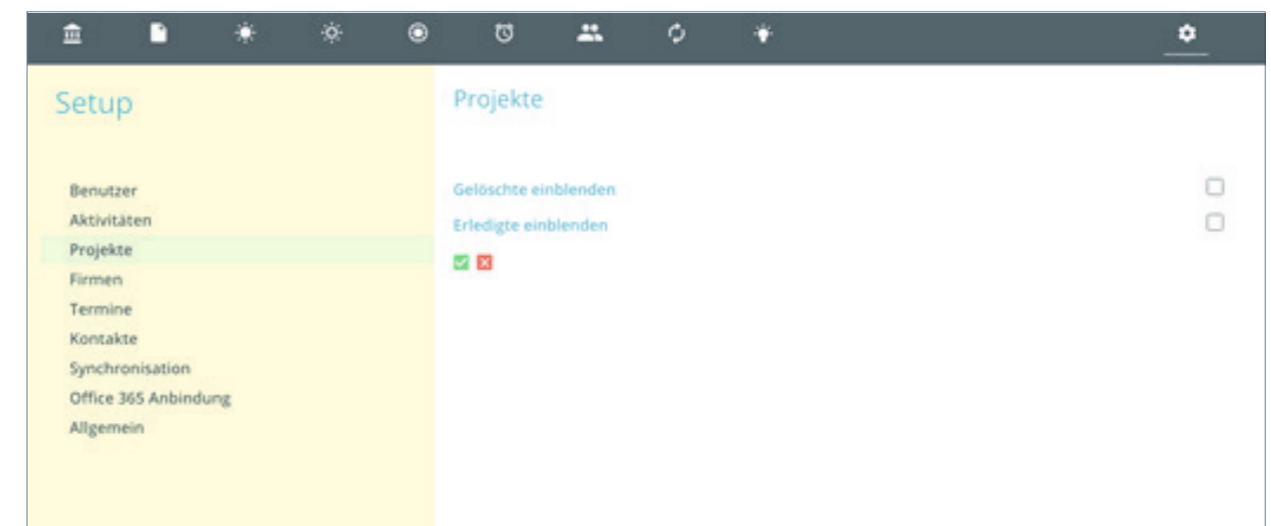 Setup
Benutzer
Aktivitäten
Projekte
Firmen
Termine
Kontakte
Synchronisation
Office 365 Anbindung
Allgemein
Projekte
Gelöschte einblenden
Erledigte einblenden